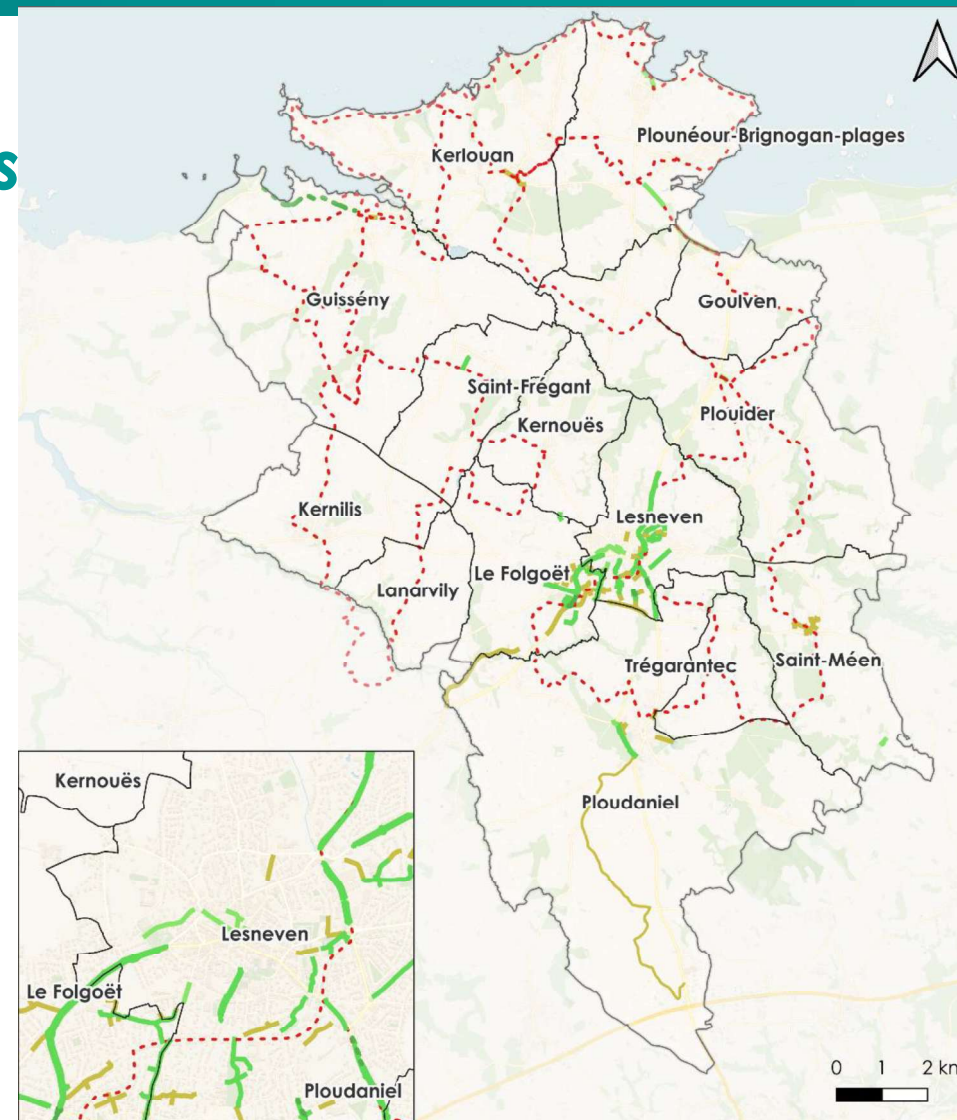 s
Kerlouan
Plounéour-Brignogan-plages
Guissény
Goulven
Saint-Frégant
Kernouës
Plouider
Kernilis
Lesneven
Le Folgoët
Lanarvily
Trégarantec
Saint-Méen
Ploudaniel
Kernouës
Lesneven
Le Folgoët
Ploudaniel
0 1 2 km